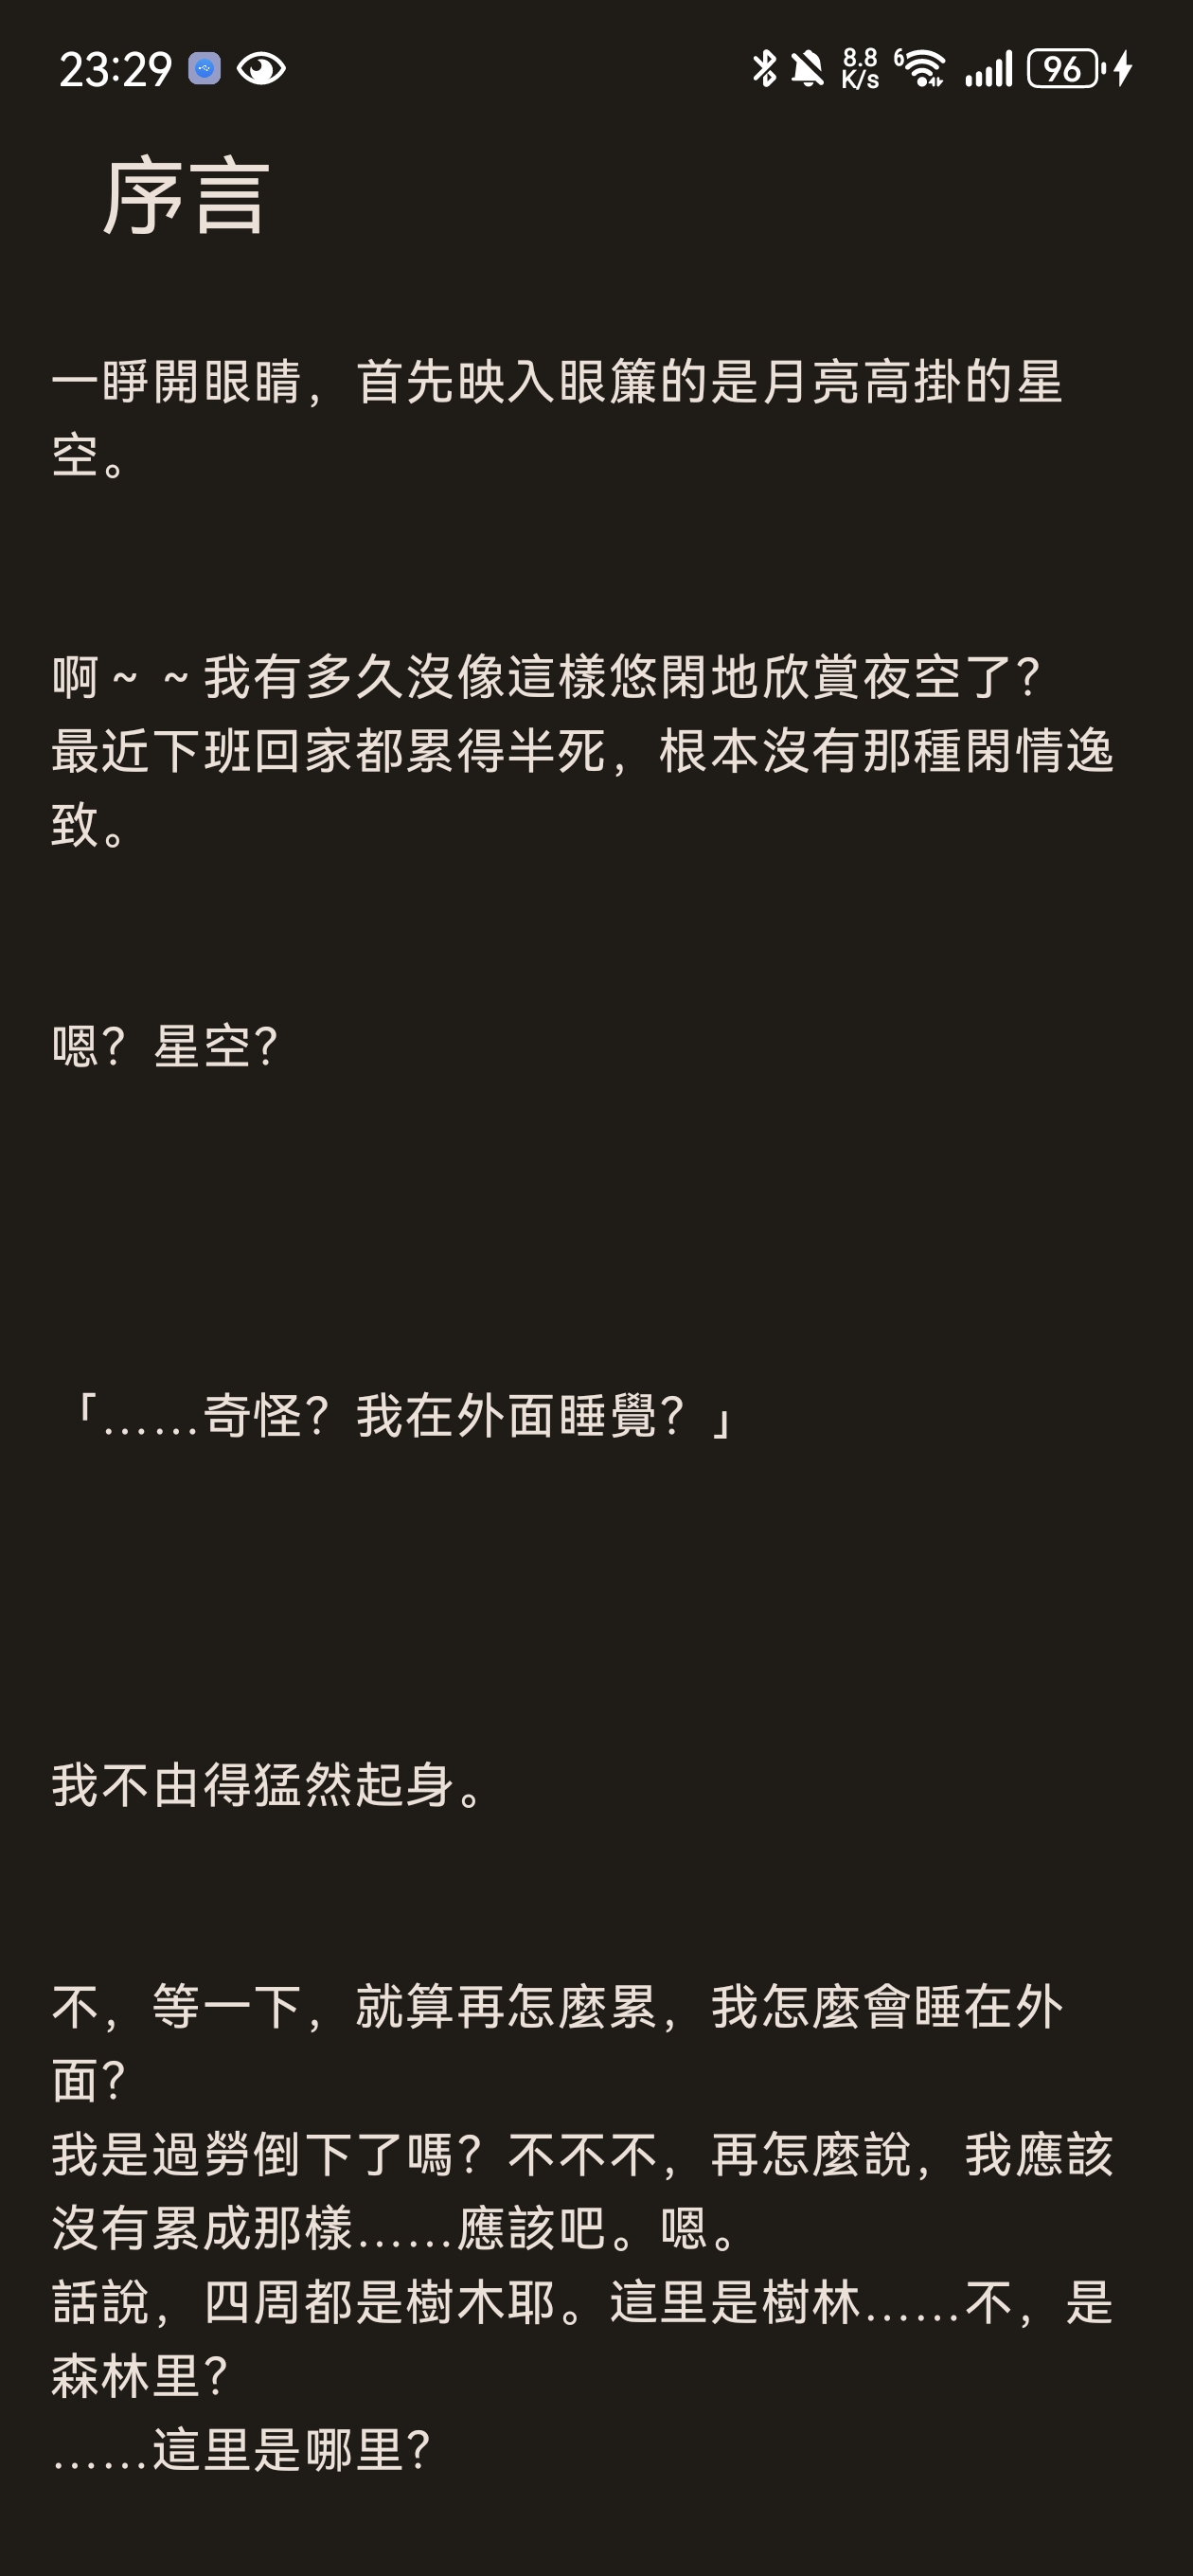 23:29
8.8
K/s
6
96
序言
一睜開眼睛，首先映入眼簾的是月亮高掛的星
空。
啊~ ~我有多久沒像這樣悠閑地欣賞夜空了？
最近下班回家都累得半死，根本沒有那種閑情逸
致。
嗯？星空？
「……奇怪？我在外面睡覺？」
我不由得猛然起身。
不，等一下，就算再怎麼累，我怎麼會睡在外
面？
我是過勞倒下了嗎？不不不，再怎麼說，我應該
沒有累成那樣……應該吧。嗯。
話說，四周都是樹木耶。這里是樹林……不，是
森林里？
……這里是哪里？